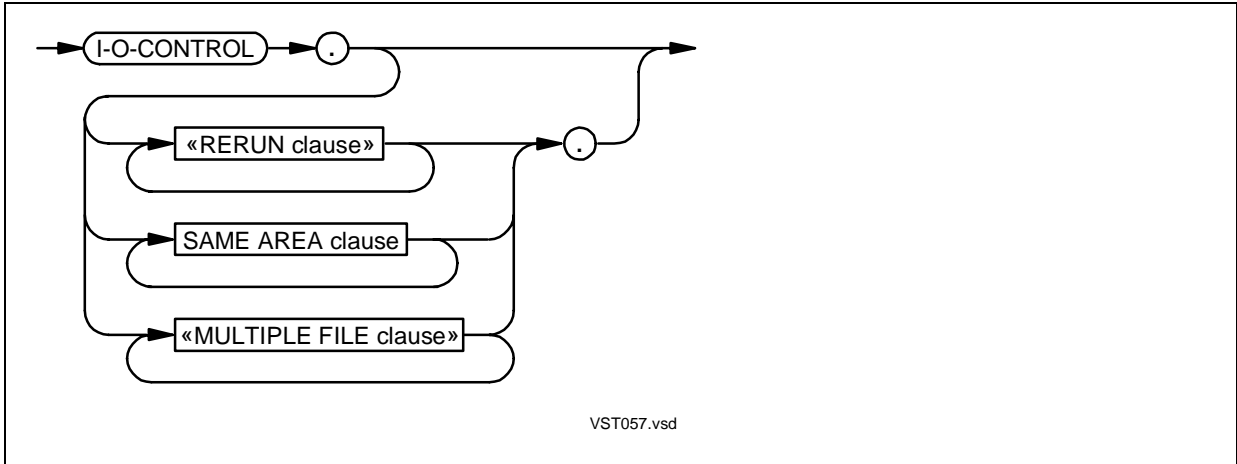 I-O-CONTROL .
«RERUN clause» .
SAME AREA clause
«MULTIPLE FILE clause»
VST057.vsd